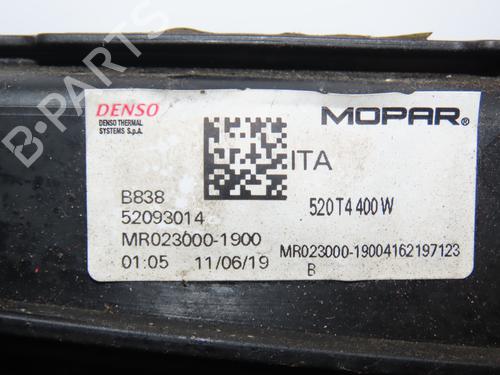 B-PARTS
DENSO
DENSO THERMAL
SYSTEMS S.p.A.
MOPAR®
ITA
B838
52093014
MR023000-1900
01:05 11/06/19
520T4 400W
MR023000-19004162197123
B